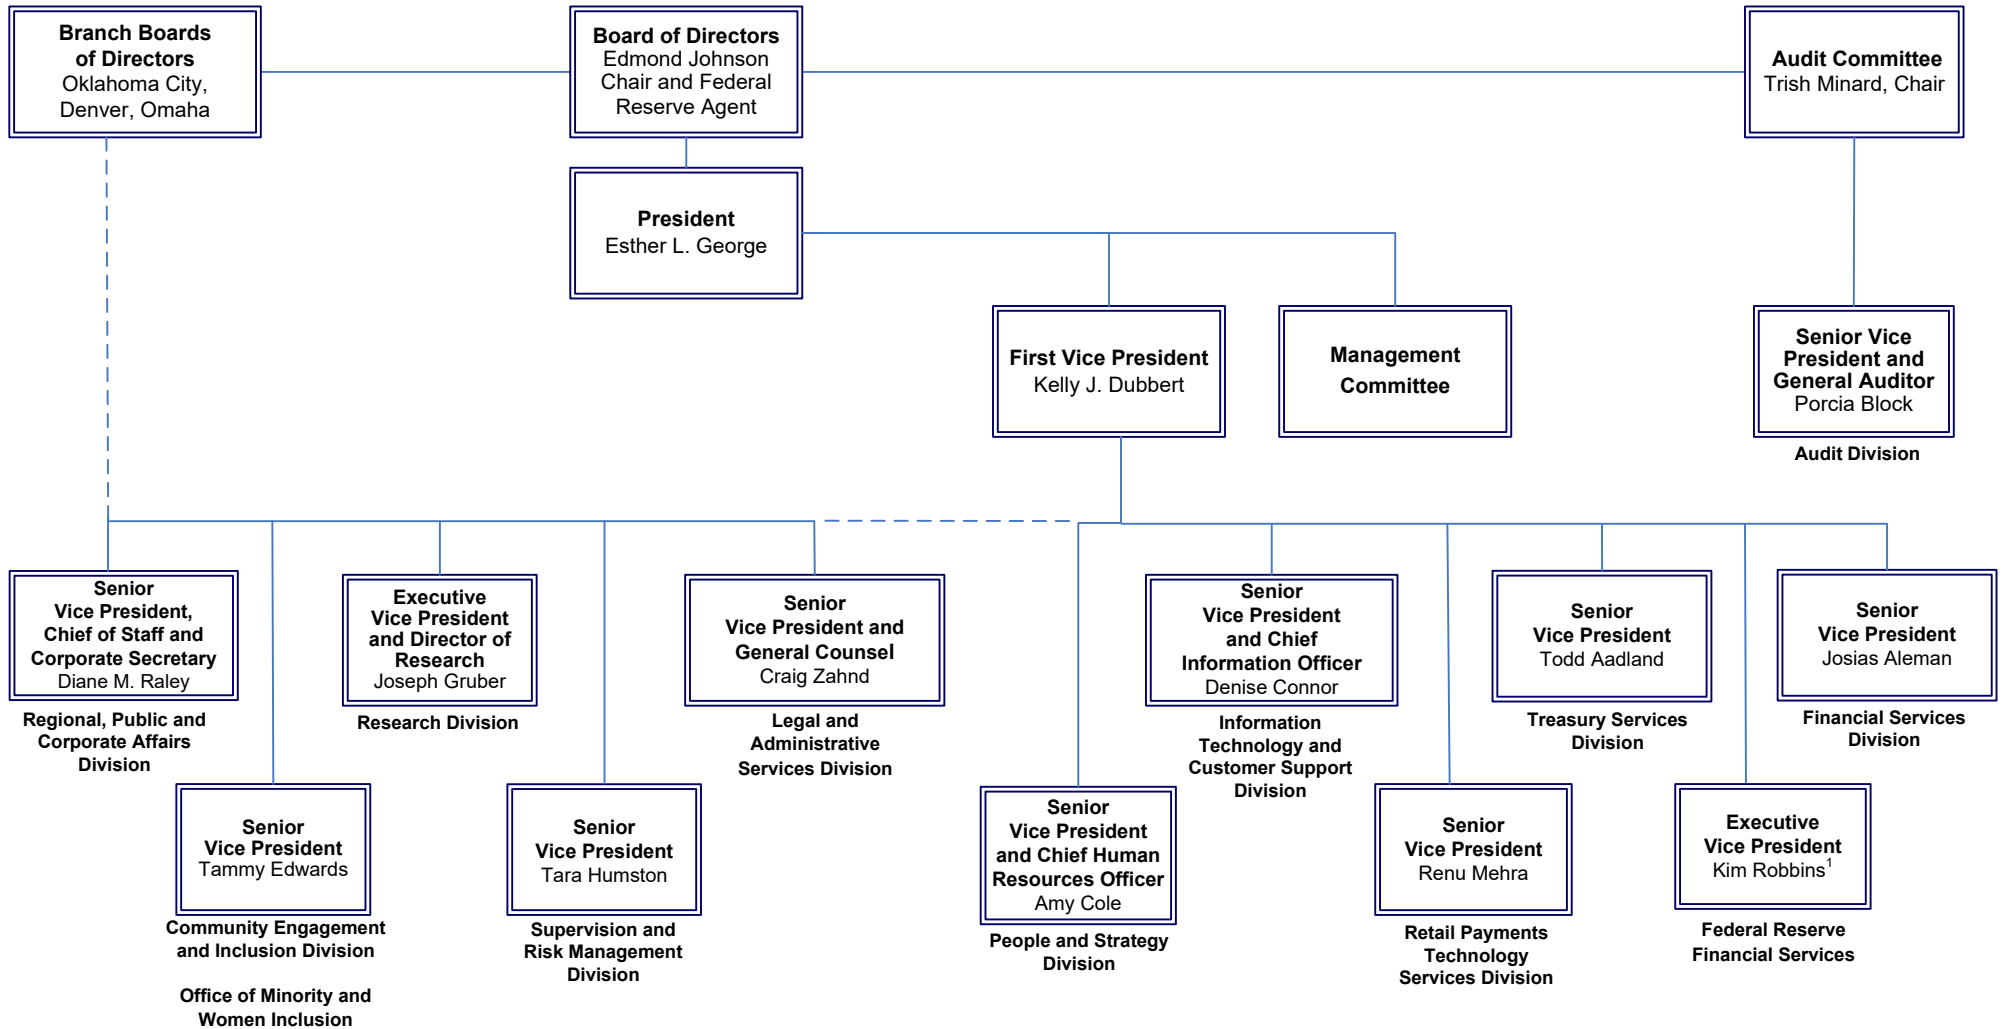 Branch Boards
of Directors
Oklahoma City,
Denver, Omaha
Board of Directors
Edmond Johnson
Chair and Federal
Reserve Agent
Audit Committee
Trish Minard, Chair
President
Esther L. George
First Vice President
Kelly J. Dubbert
Management
Committee
Senior Vice
President and
General Auditor
Porcia Block
Audit Division
Senior
Vice President,
Chief of Staff and
Corporate Secretary
Diane M. Raley
Regional, Public and
Corporate Affairs
Division
Executive
Vice President
and Director of
Research
Joseph Gruber
Research Division
Senior
Vice President and
General Counsel
Craig Zahnd
Legal and
Administrative
Services Division
Senior
Vice President
and Chief
Information Officer
Denise Connor
Information
Technology and
Customer Support
Division
Senior
Vice President
Todd Aadland
Treasury Services
Division
Senior
Vice President
Josias Aleman
Financial Services
Division
Senior
Vice President
Tammy Edwards
Community Engagement
and Inclusion Division
Office of Minority and
Women Inclusion
Senior
Vice President
Tara Humston
Supervision and
Risk Management
Division
Senior
Vice President
and Chief Human
Resources Officer
Amy Cole
People and Strategy
Division
Senior
Vice President
Renu Mehra
Retail Payments
Technology
Services Division
Executive
Vice President
Kim Robbins¹
Federal Reserve
Financial Services